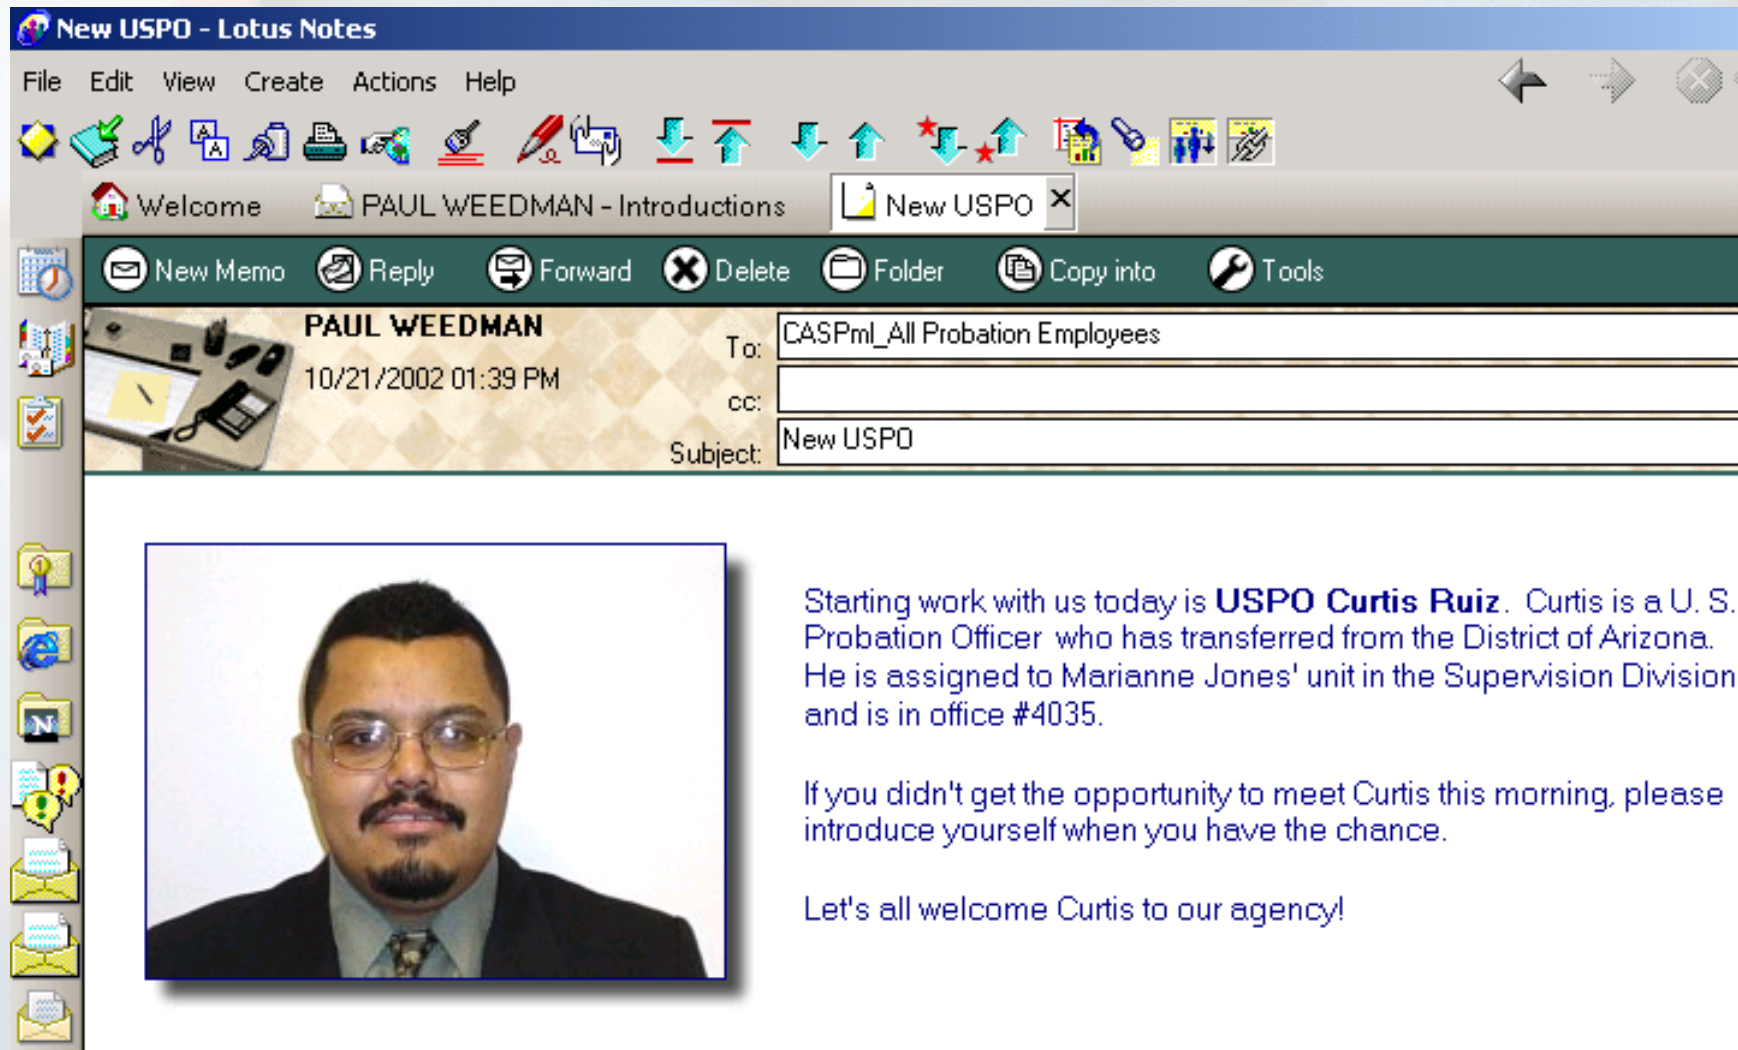 New USPO - Lotus Notes
File Edit View Create Actions Help
Welcome PAUL WEEDMAN - Introductions New USPO
New Memo Reply Forward Delete Folder Copy into Tools
PAUL WEEDMAN
To: CASPml_All Probation Employees
10/21/2002 01:39 PM
cc:
Subject: New USPO
Starting work with us today is USPO Curtis Ruiz. Curtis is a U. S.
Probation Officer who has transferred from the District of Arizona.
He is assigned to Marianne Jones' unit in the Supervision Division
and is in office #4035.
If you didn't get the opportunity to meet Curtis this morning, please
introduce yourself when you have the chance.
Let's all welcome Curtis to our agency!